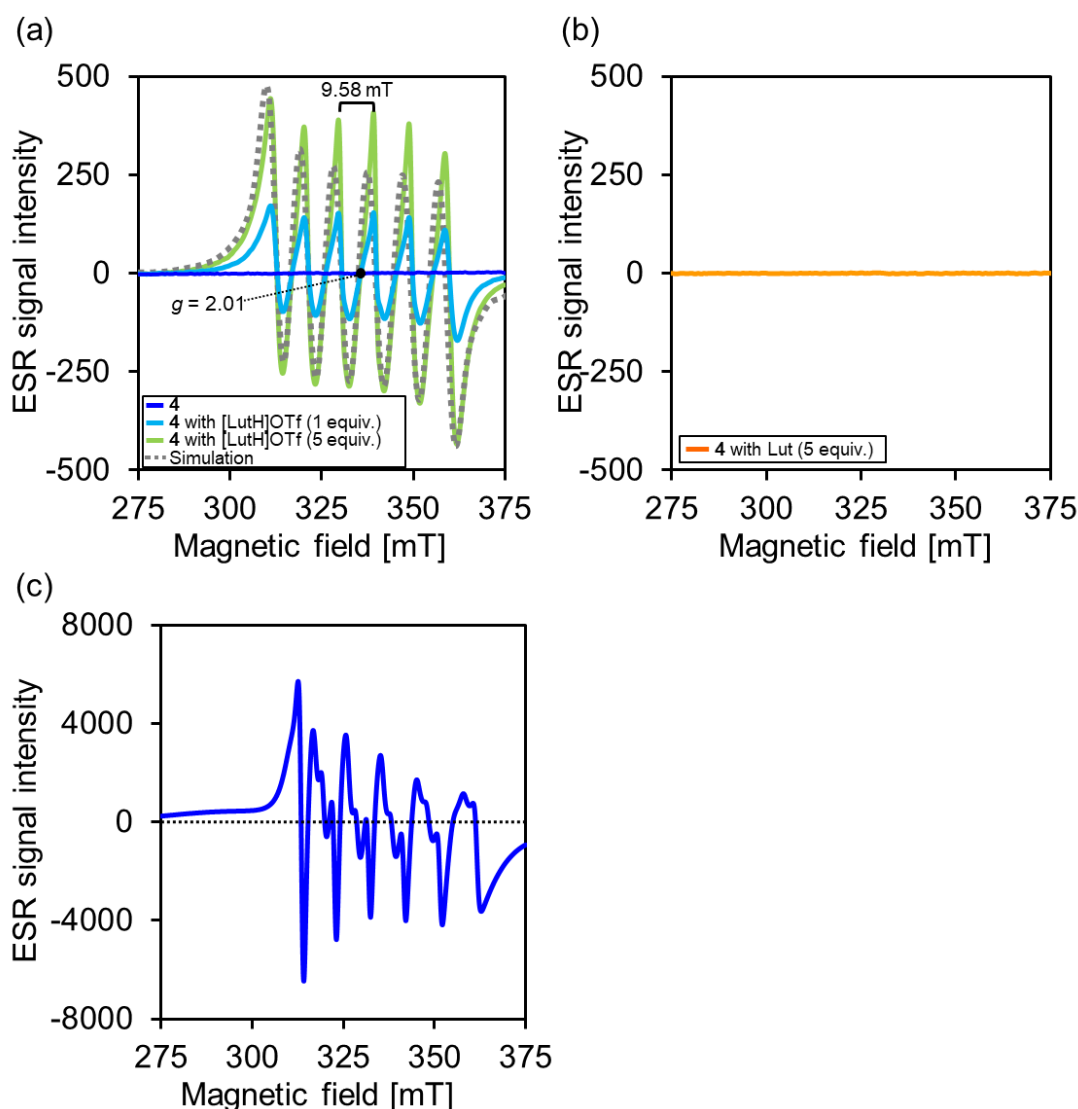 (a)
500
250
0
-250
-500
ESR signal intensity
9.58 mT
g = 2.01
4
4 with [LutH]OTf (1 equiv.)
4 with [LutH]OTf (5 equiv.)
Simulation
275 300 325 350 375
Magnetic field [mT]
(b)
500
250
0
-250
-500
ESR signal intensity
4 with Lut (5 equiv.)
275 300 325 350 375
Magnetic field [mT]
(c)
8000
4000
0
-4000
-8000
ESR signal intensity
275 300 325 350 375
Magnetic field [mT]